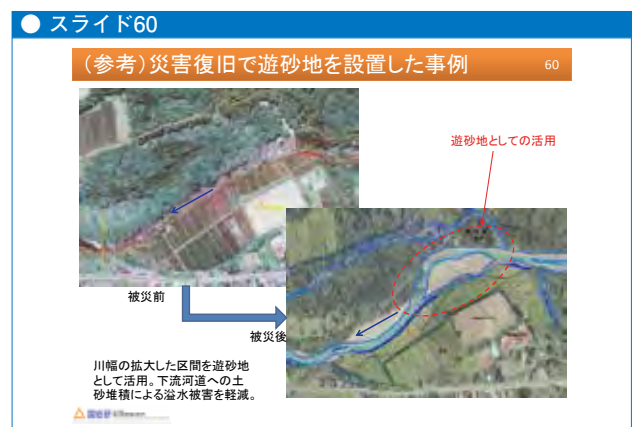 ● スライド60
（参考）災害復旧で遊砂地を設置した事例
60
遊砂地としての活用
被災前
被災後
川幅の拡大した区間を遊砂地
として活用。下流河道への土
砂堆積による溢水被害を軽減。
国総研